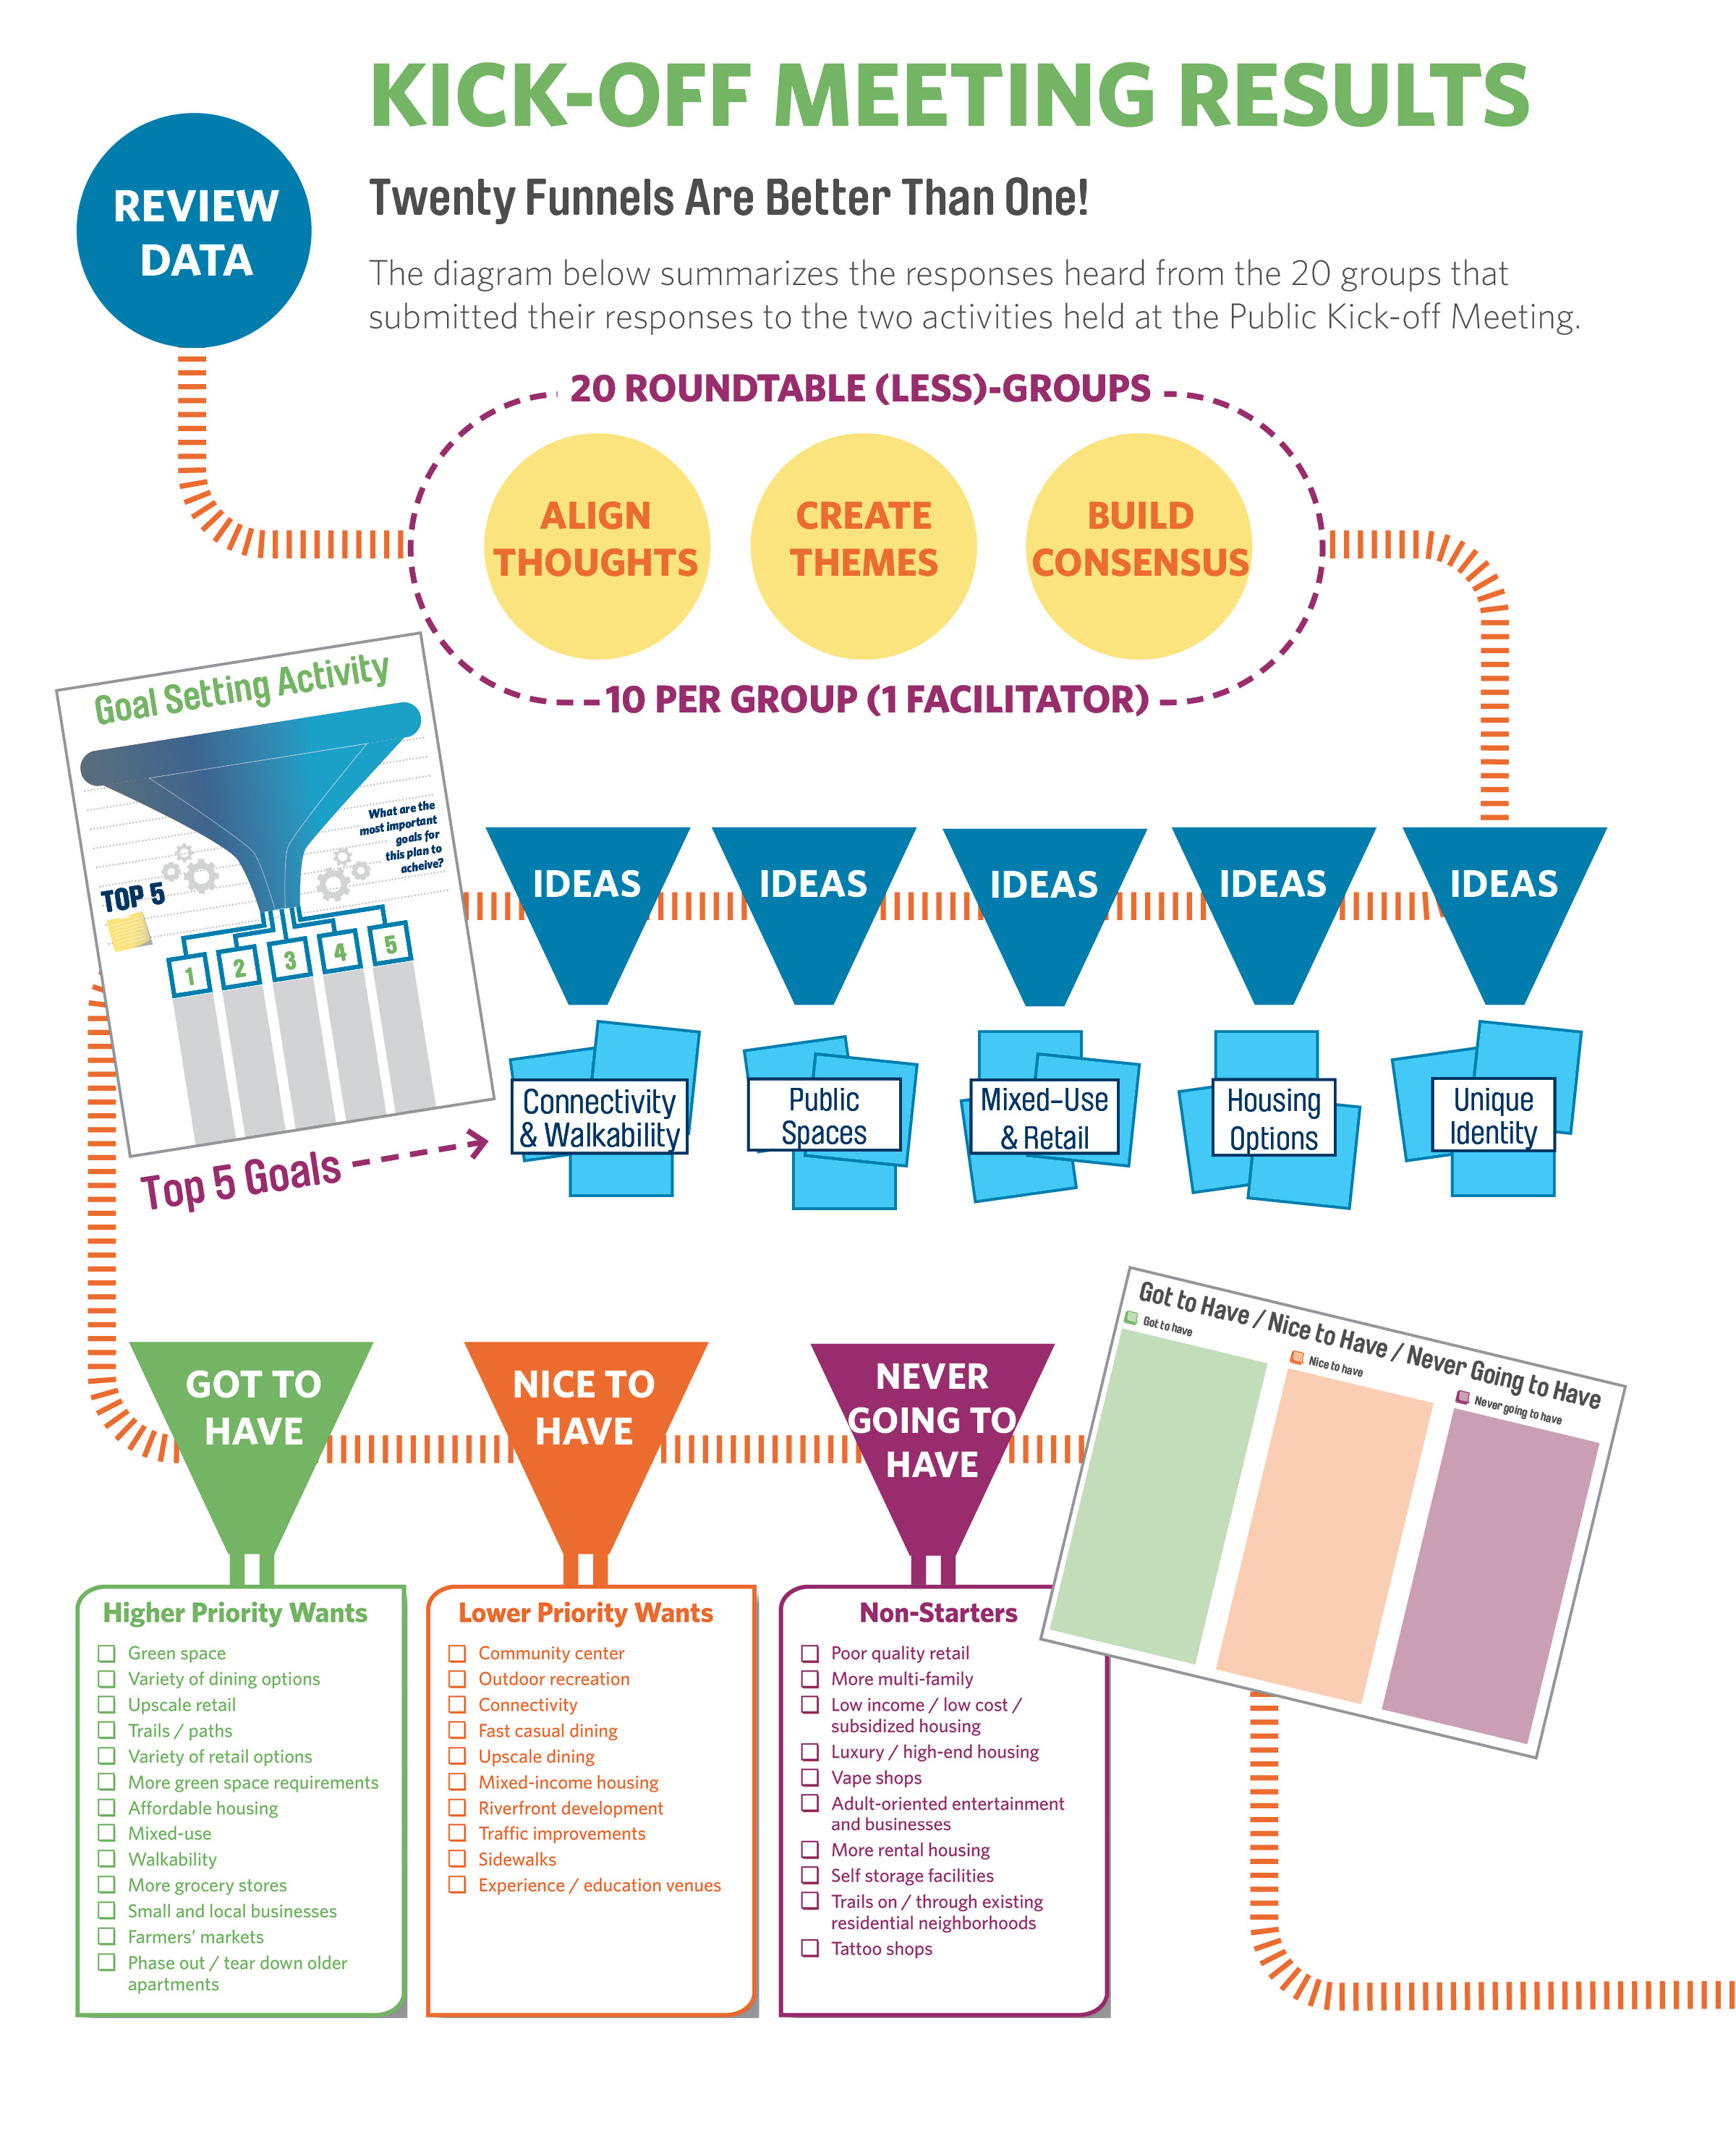 KICK-OFF MEETING RESULTS
REVIEW
DATA
Twenty Funnels Are Better Than One!
The diagram below summarizes the responses heard from the 20 groups that
submitted their responses to the two activities held at the Public Kick-off Meeting.
20 ROUNDTABLE (LESS)-GROUPS
ALIGN
THOUGHTS
CREATE
THEMES
BUILD
CONSENSUS
10 PER GROUP (1 FACILITATOR)
Goal Setting Activity
What are the
most important
goals for
this plan to
acheive?
TOP 5
1
2
3
4
5
IDEAS
IDEAS
IDEAS
IDEAS
IDEAS
Top 5 Goals
Connectivity
& Walkability
Public
Spaces
Mixed-Use
& Retail
Housing
Options
Unique
Identity
GOT TO
HAVE
NICE TO
HAVE
NEVER
GOING TO
HAVE
Got to Have / Nice to Have / Never Going to Have
Got to have
Nice to have
Never going to have
Higher Priority Wants
Green space
Variety of dining options
Upscale retail
Trails / paths
Variety of retail options
More green space requirements
Affordable housing
Mixed-use
Walkability
More grocery stores
Small and local businesses
Farmers’ markets
Phase out / tear down older
apartments
Lower Priority Wants
Community center
Outdoor recreation
Connectivity
Fast casual dining
Upscale dining
Mixed-income housing
Riverfront development
Traffic improvements
Sidewalks
Experience / education venues
Non-Starters
Poor quality retail
More multi-family
Low income / low cost /
subsidized housing
Luxury / high-end housing
Vape shops
Adult-oriented entertainment
and businesses
More rental housing
Self storage facilities
Trails on / through existing
residential neighborhoods
Tattoo shops